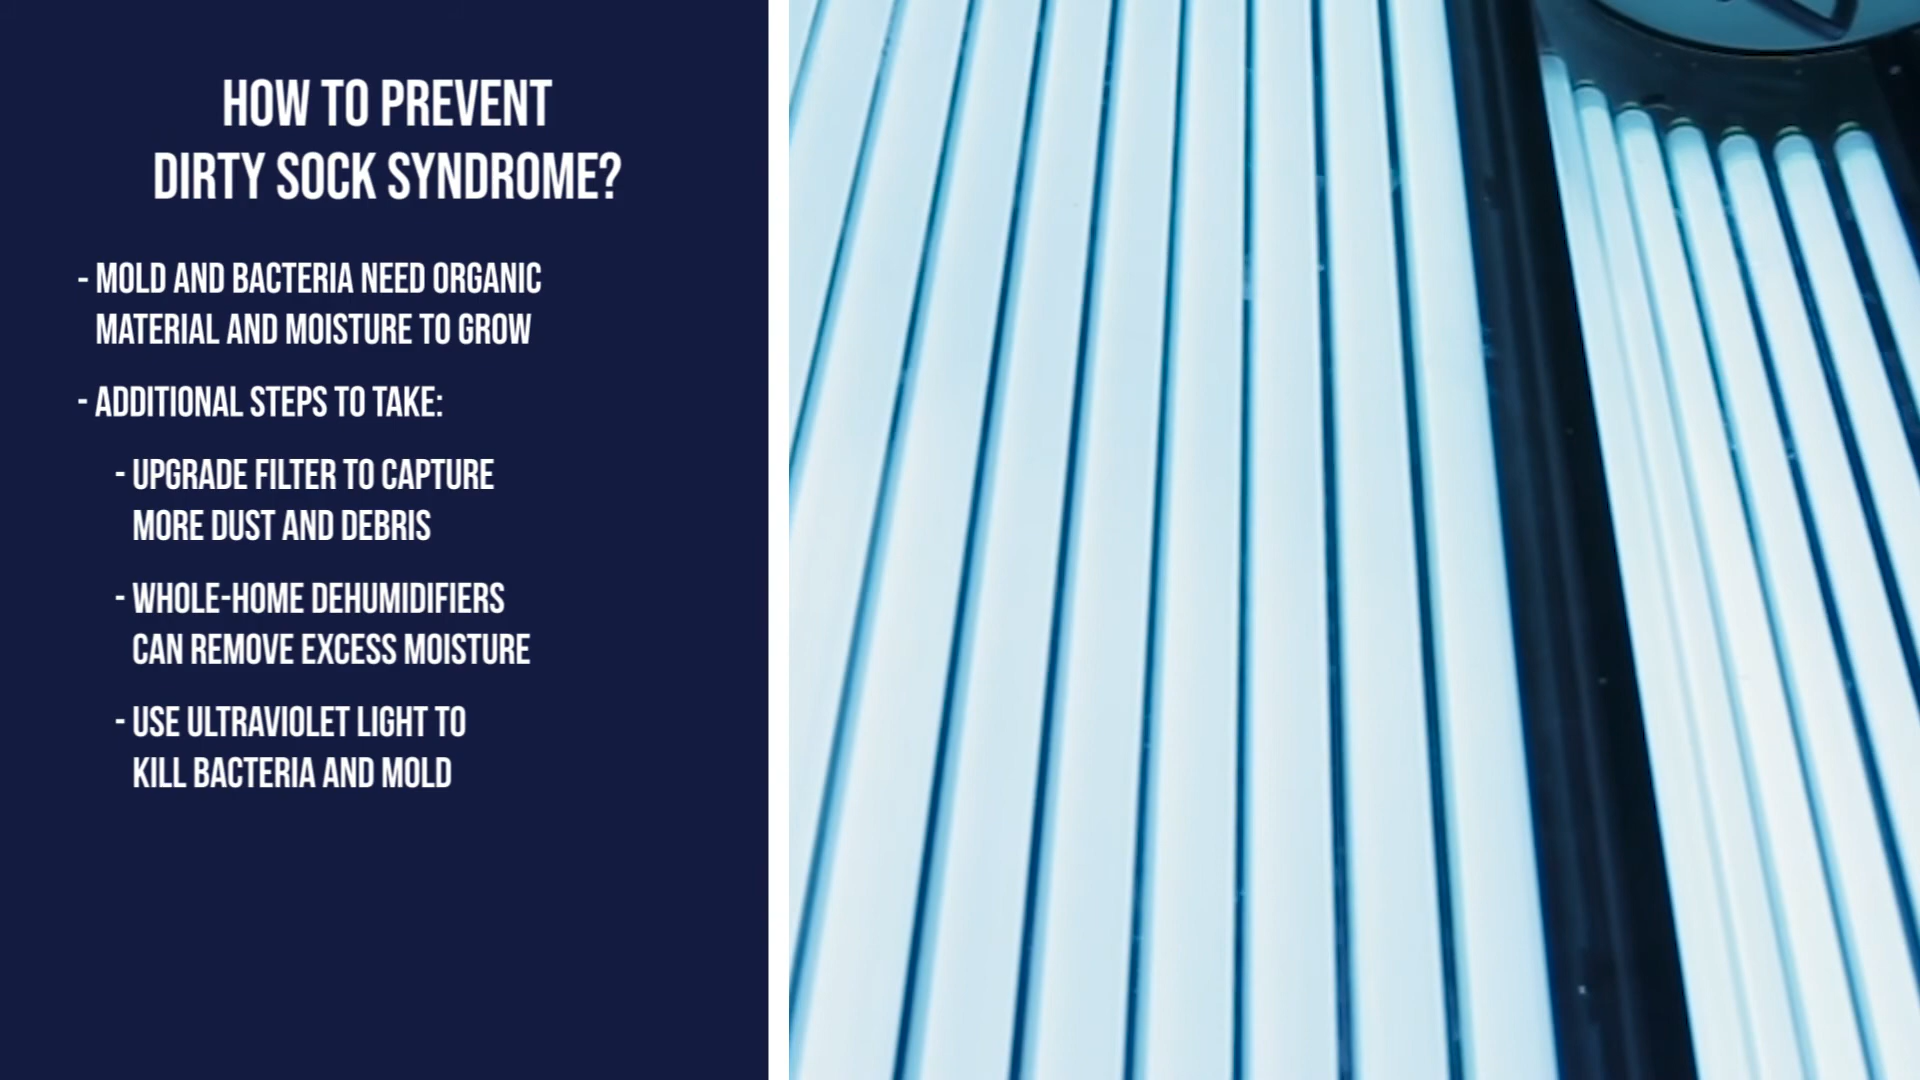 HOW TO PREVENT
DIRTY SOCK SYNDROME?
- MOLD AND BACTERIA NEED ORGANIC
MATERIAL AND MOISTURE TO GROW
- ADDITIONAL STEPS TO TAKE:
- UPGRADE FILTER TO CAPTURE
MORE DUST AND DEBRIS
- WHOLE-HOME DEHUMIDIFIERS
CAN REMOVE EXCESS MOISTURE
- USE ULTRAVIOLET LIGHT TO
KILL BACTERIA AND MOLD